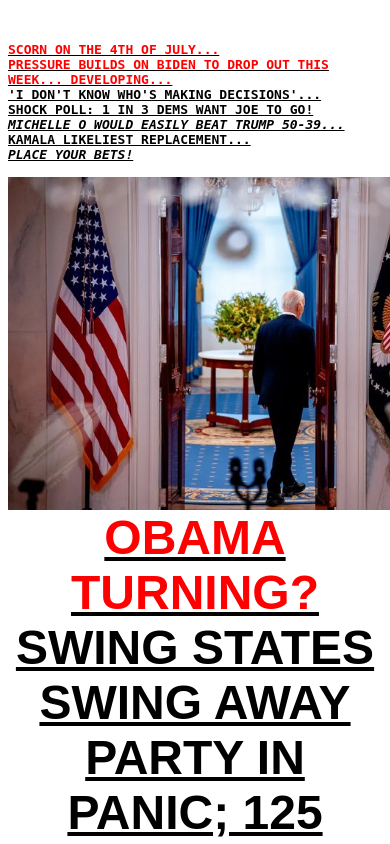 SCORN ON THE 4TH OF JULY...
PRESSURE BUILDS ON BIDEN TO DROP OUT THIS
WEEK... DEVELOPING...
'I DON'T KNOW WHO'S MAKING DECISIONS'...
SHOCK POLL: 1 IN 3 DEMS WANT JOE TO GO!
MICHELLE O WOULD EASILY BEAT TRUMP 50-39...
KAMALA LIKELIEST REPLACEMENT...
PLACE YOUR BETS!
OBAMA
TURNING?
SWING STATES
SWING AWAY
PARTY IN
PANIC; 125